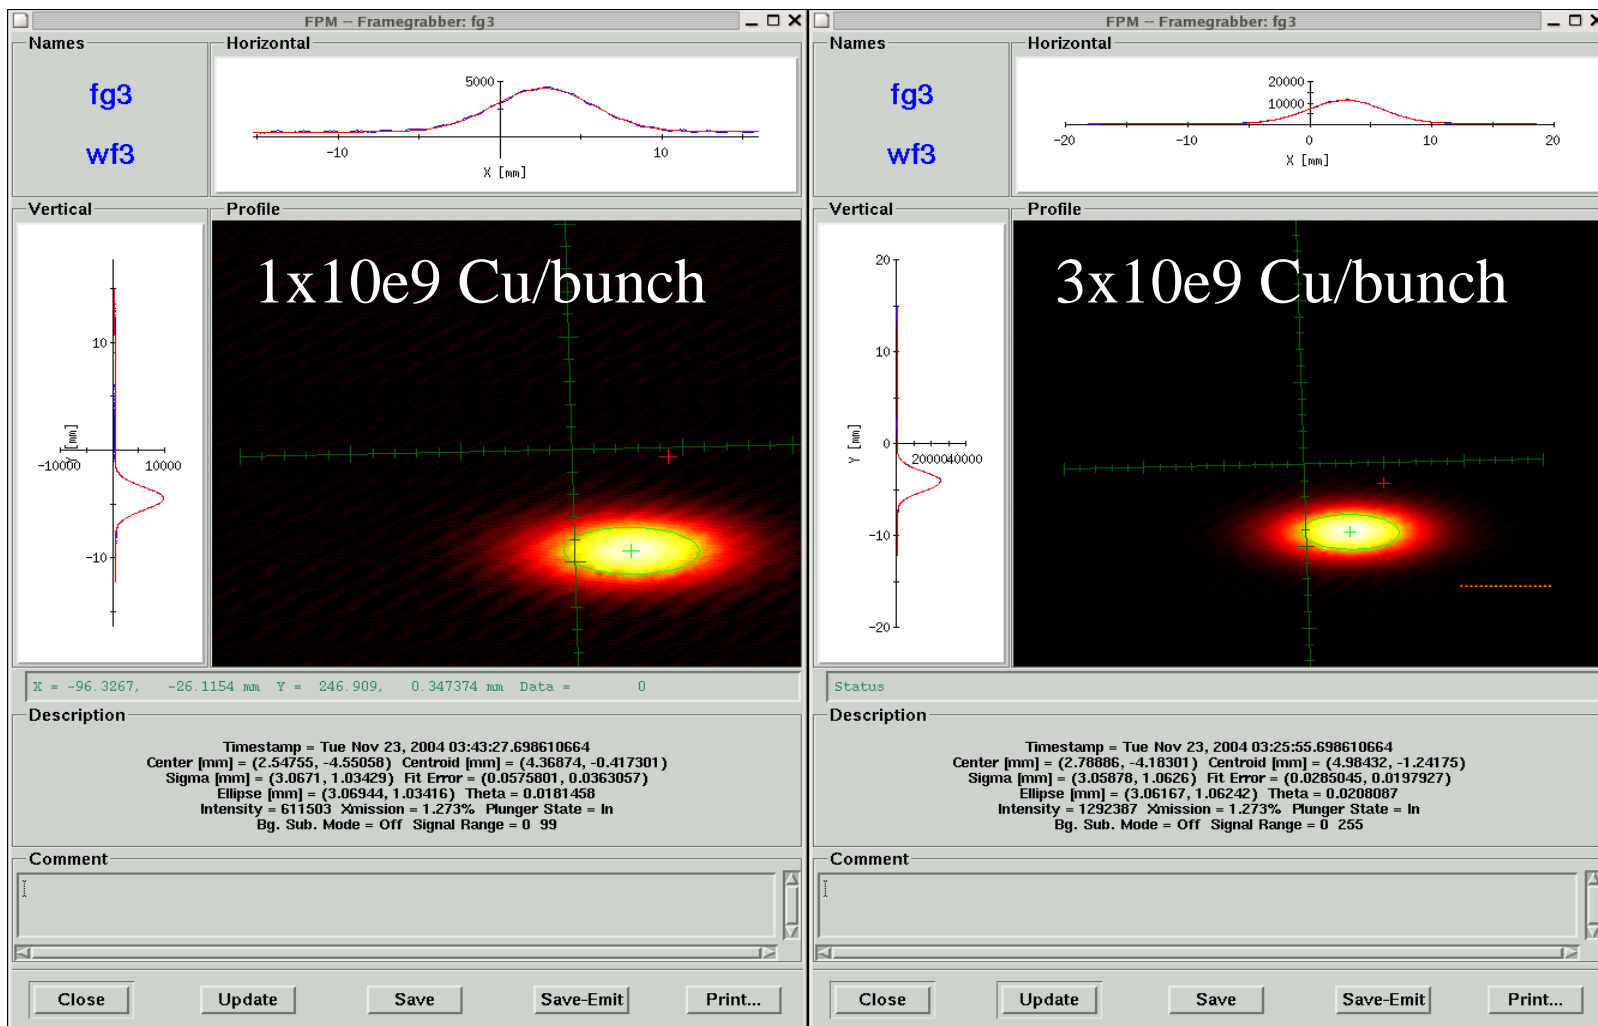 FPM -- Framegrabber: fg3
Names
Horizontal
fg3
wf3
5000
-10
10
X [mm]
Vertical
Profile
10
Y [mm]
-10000
10000
-10
1x10e9 Cu/bunch
X = -96.3267, -26.1154 mm Y = 246.909, 0.347374 mm Data = 0
Description
Timestamp = Tue Nov 23, 2004 03:43:27.698610664
Center [mm] = (2.54755, -4.55058) Centroid [mm] = (4.36874, -0.417301)
Sigma [mm] = (3.0671, 1.03429) Fit Error = (0.0575801, 0.0363057)
Ellipse [mm] = (3.06944, 1.03416) Theta = 0.0181458
Intensity = 611503 Xmission = 1.273% Plunger State = In
Bg. Sub. Mode = Off Signal Range = 0 99
Comment
Close Update Save Save-Emit Print...
FPM -- Framegrabber: fg3
Names
Horizontal
fg3
wf3
20000
10000
-20 -10 0 10 20
X [mm]
Vertical
Profile
20
10
Y [mm]
0
20000 40000
-10
-20
3x10e9 Cu/bunch
Status
Description
Timestamp = Tue Nov 23, 2004 03:25:55.698610664
Center [mm] = (2.78886, -4.18301) Centroid [mm] = (4.98432, -1.24175)
Sigma [mm] = (3.05878, 1.0626) Fit Error = (0.0285045, 0.0197927)
Ellipse [mm] = (3.06167, 1.06242) Theta = 0.0208087
Intensity = 1292387 Xmission = 1.273% Plunger State = In
Bg. Sub. Mode = Off Signal Range = 0 255
Comment
Close Update Save Save-Emit Print...